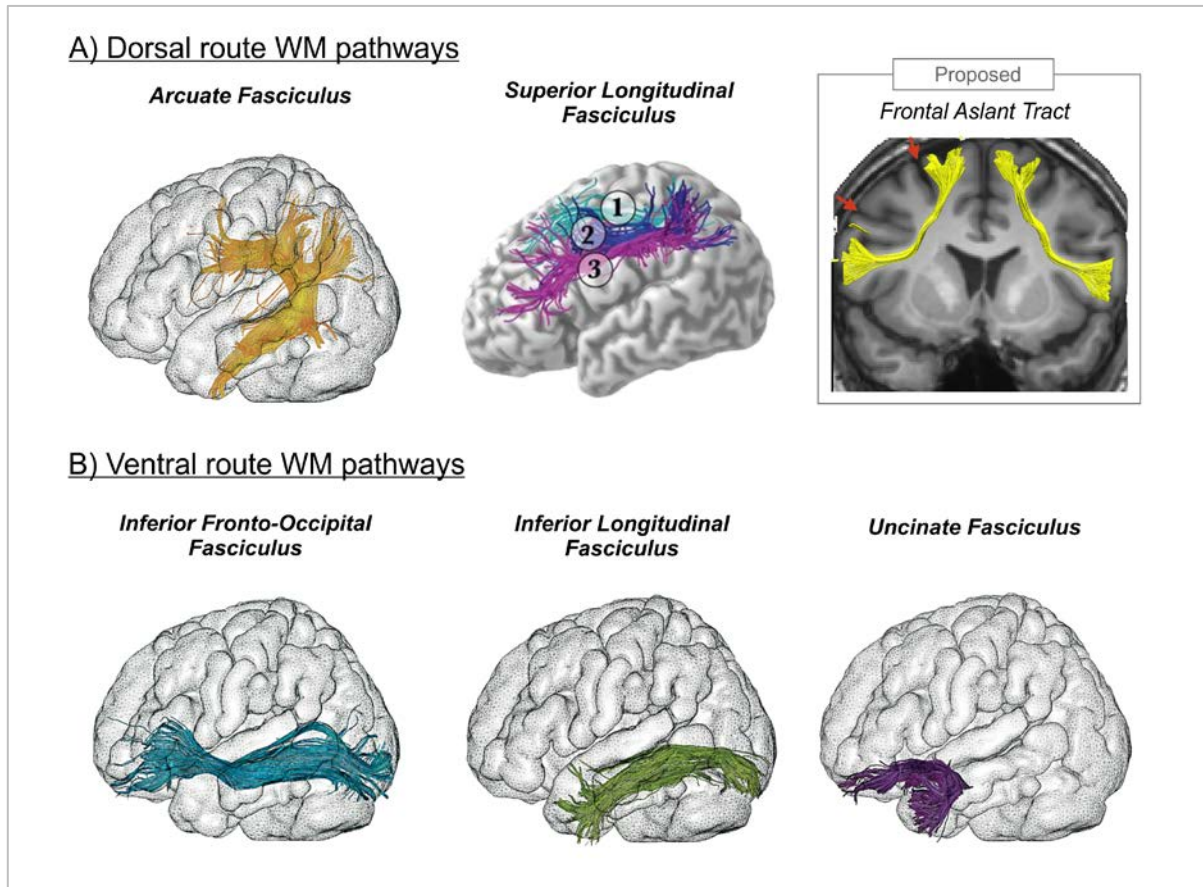 A) Dorsal route WM pathways
Arcuate Fasciculus
Superior Longitudinal
Fasciculus
Proposed
Frontal Aslant Tract
1
2
3
B) Ventral route WM pathways
Inferior Fronto-Occipital
Fasciculus
Inferior Longitudinal
Fasciculus
Uncinate Fasciculus